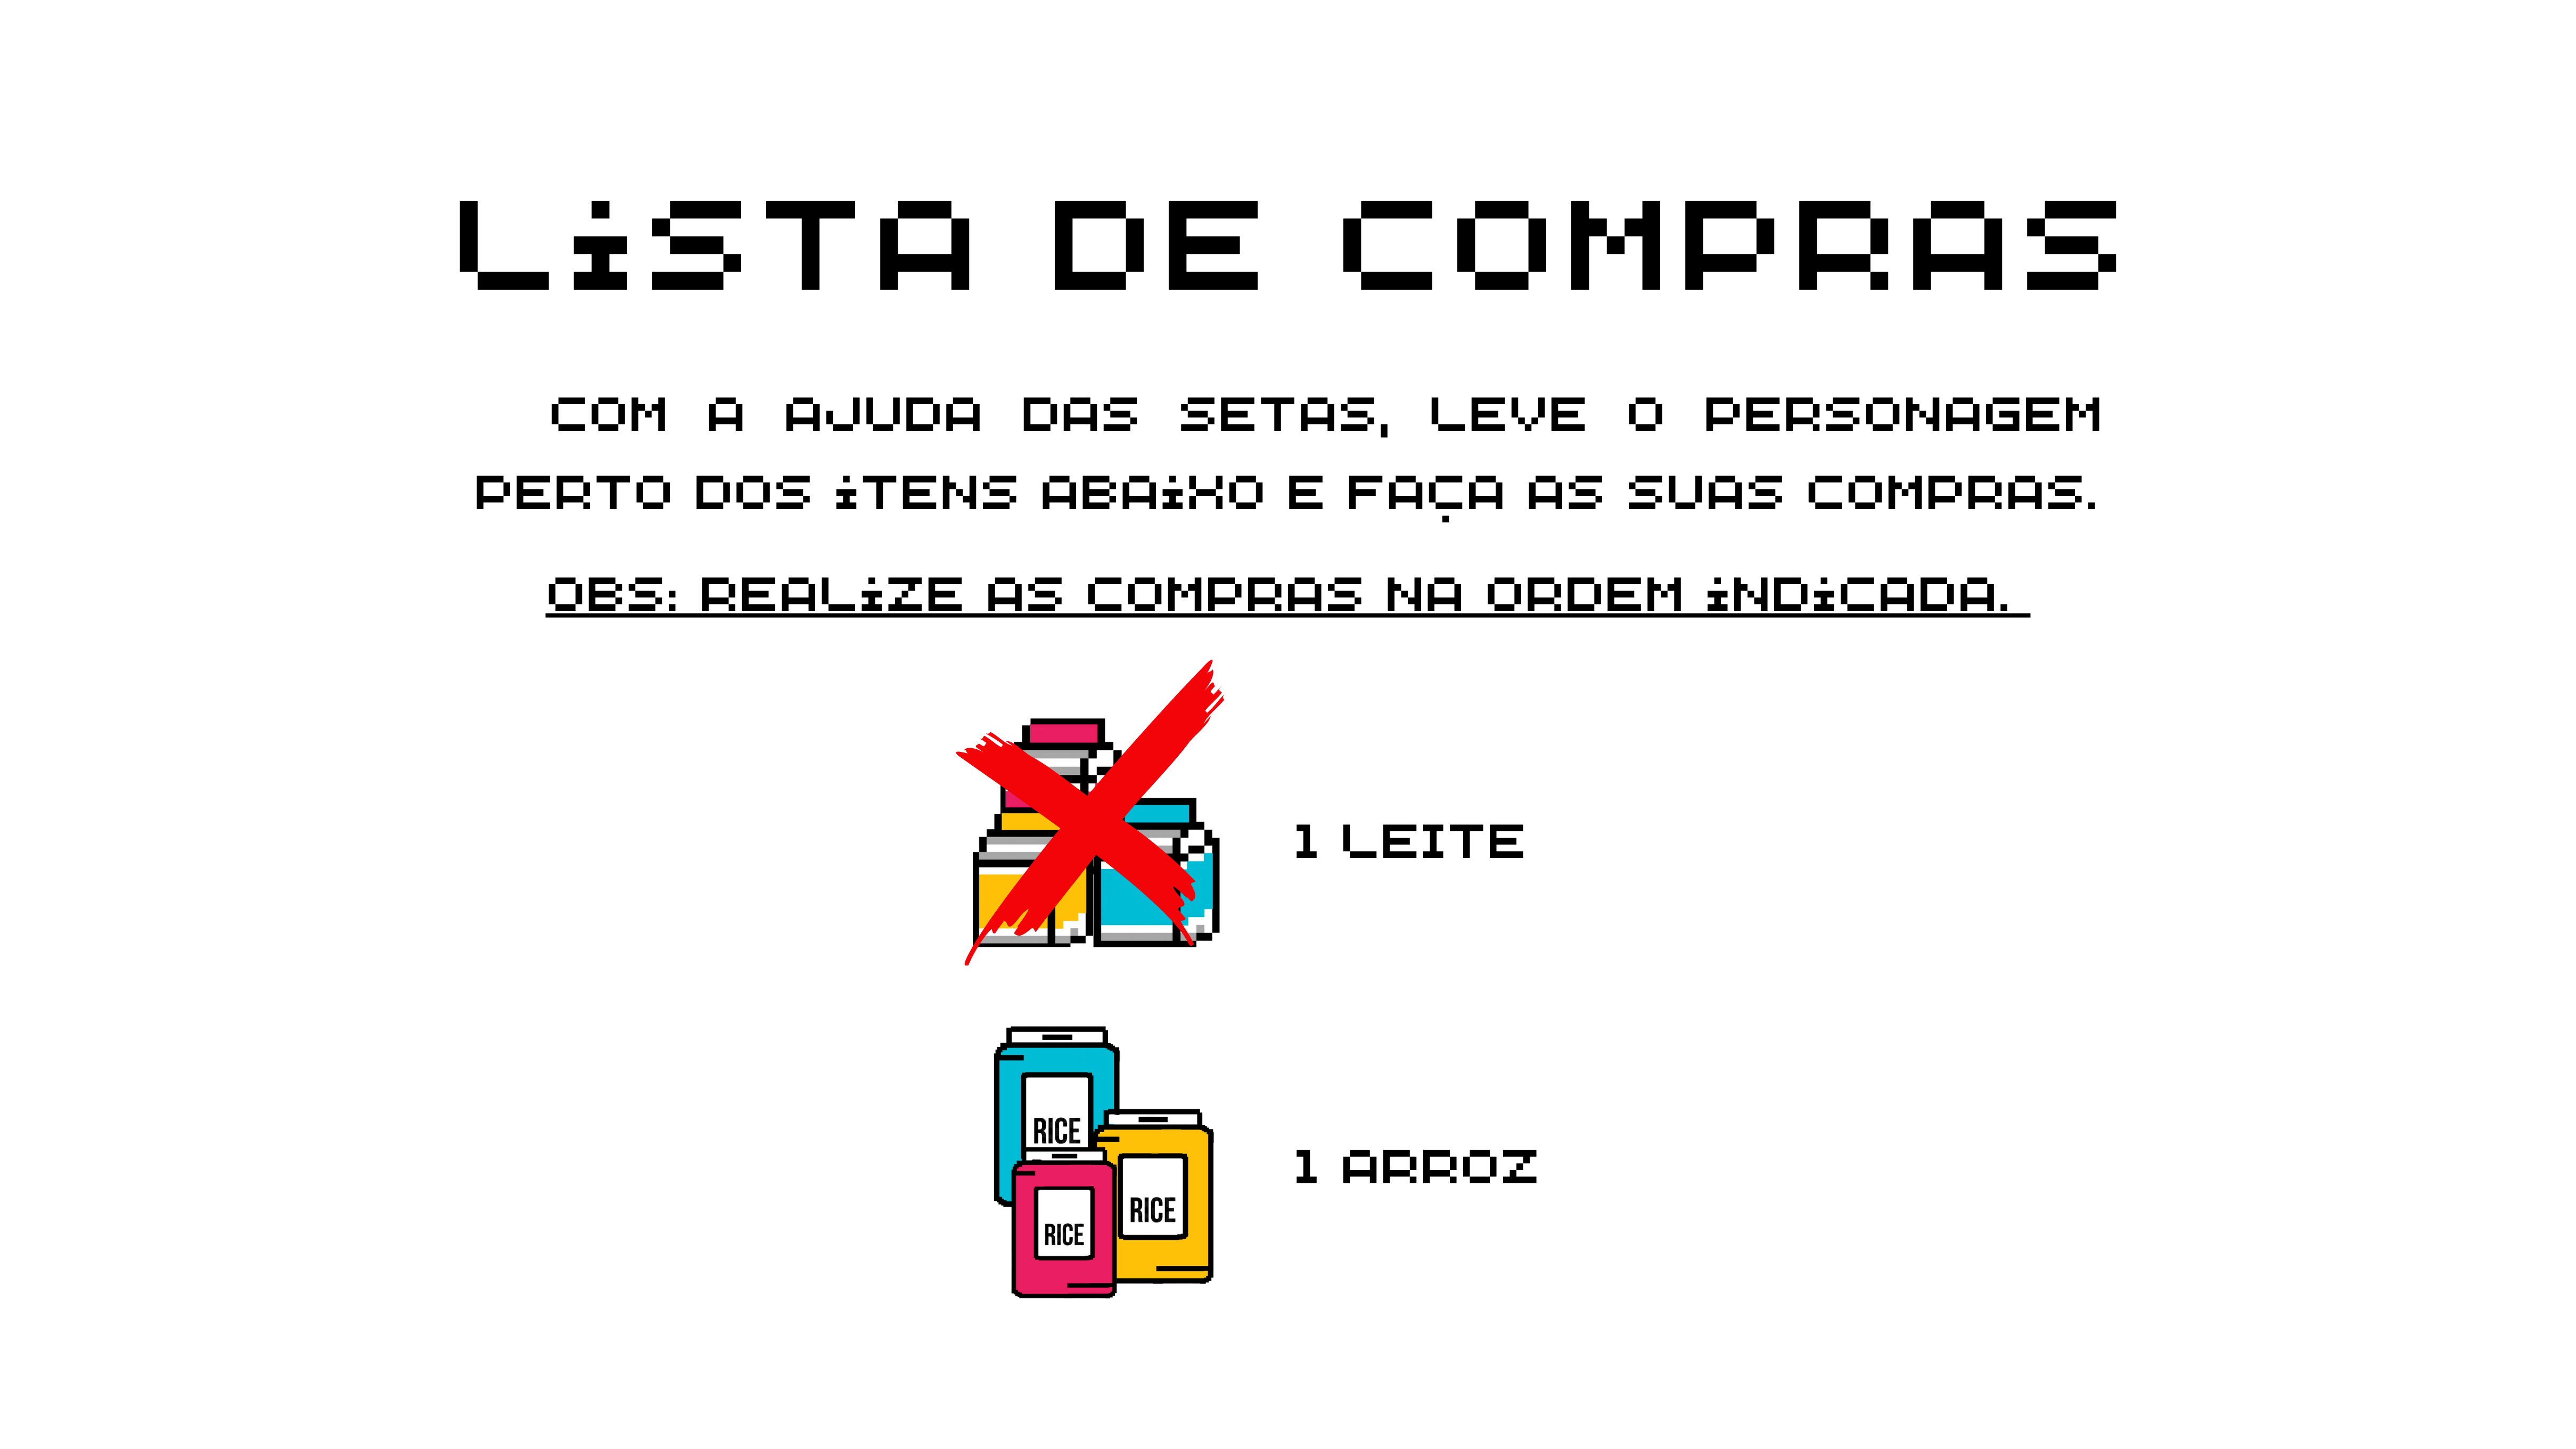 LISTA DE COMPRAS
COM A AJUDA DAS SETAS, LEVE O PERSONAGEM
PERTO DOS ITENS ABAIXO E FAÇA AS SUAS COMPRAS.
OBS: REALIZE AS COMPRAS NA ORDEM INDICADA.
1 LEITE
RICE
RICE
RICE
1 ARROZ